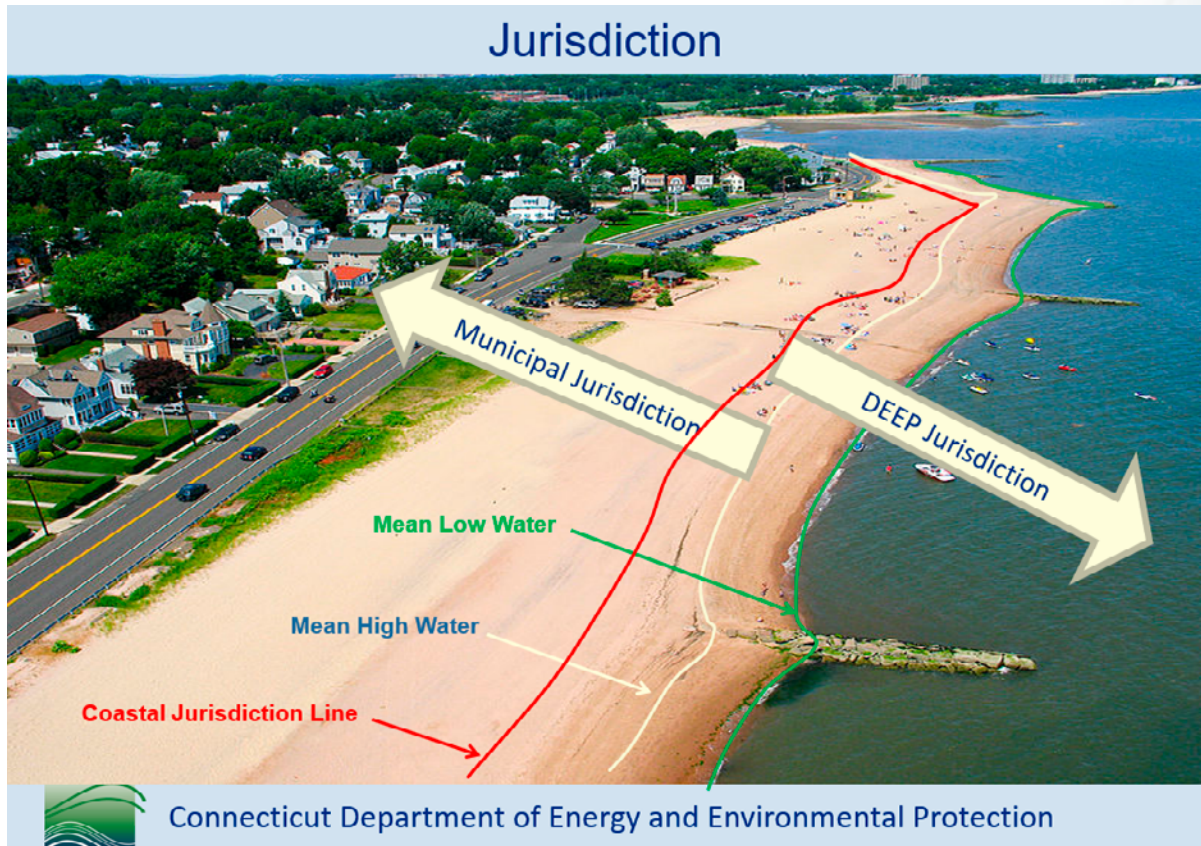 Jurisdiction
Municipal Jurisdiction
DEEP Jurisdiction
Mean Low Water
Mean High Water
Coastal Jurisdiction Line
Connecticut Department of Energy and Environmental Protection